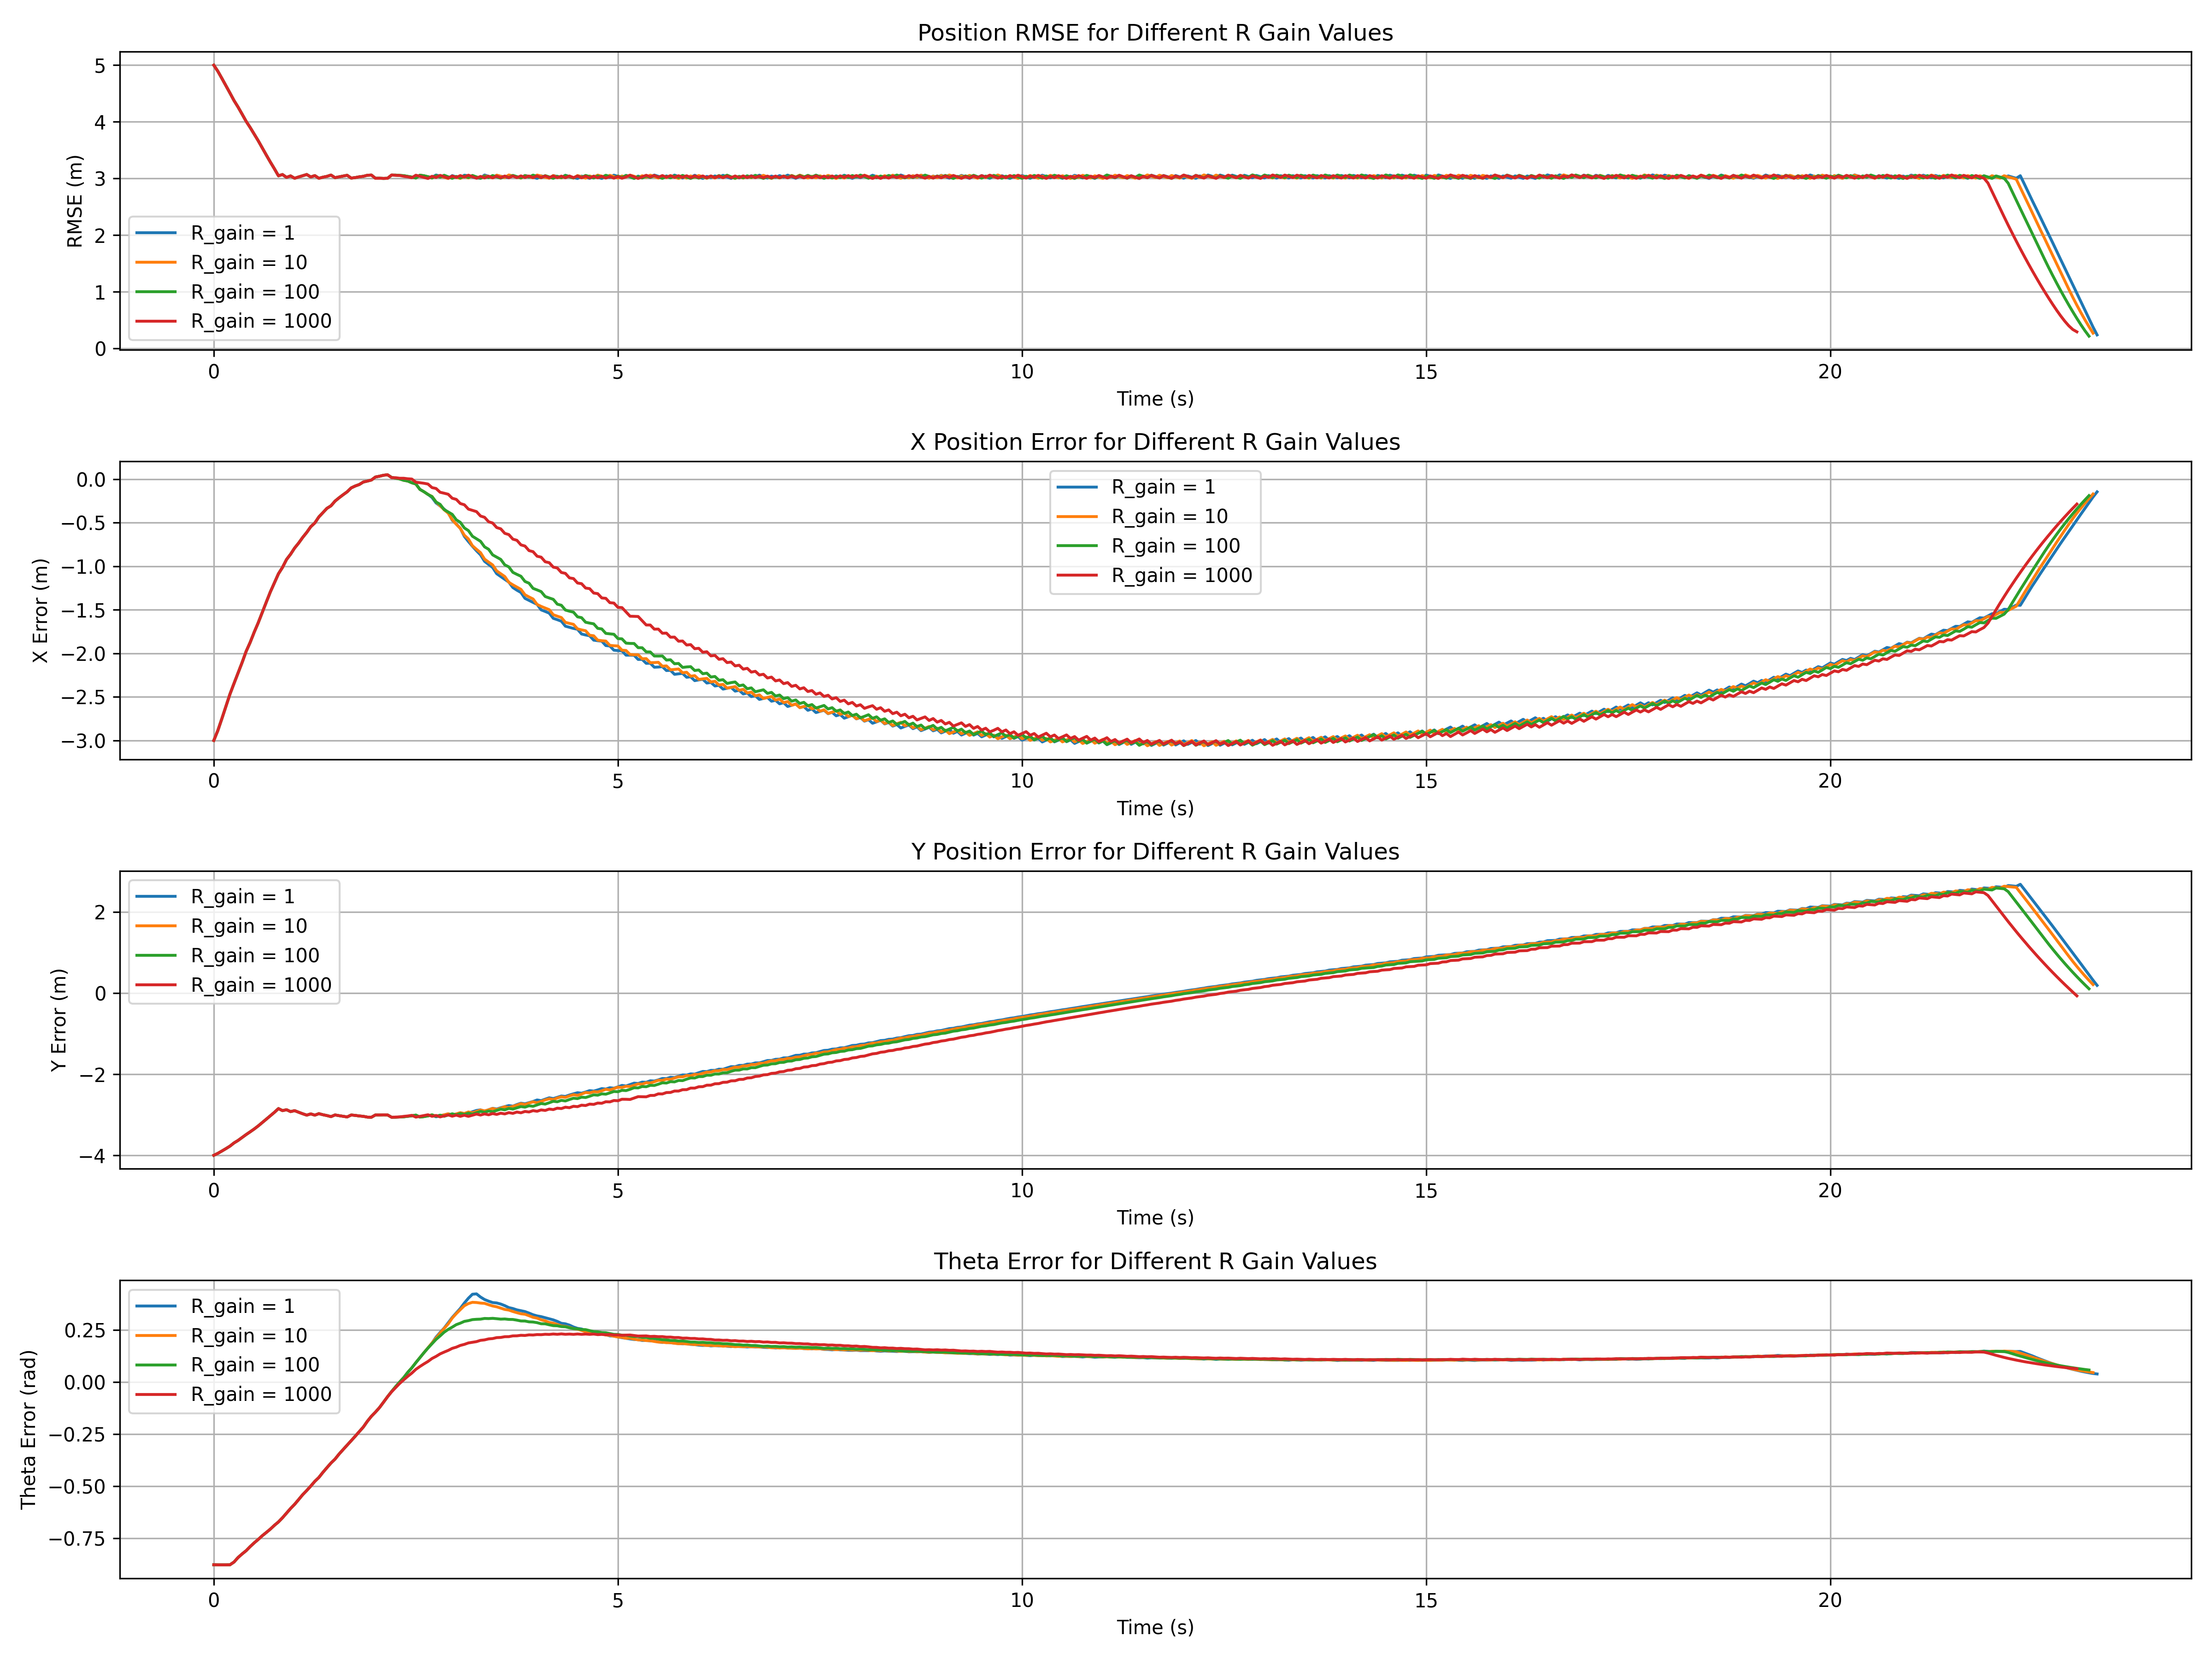 Position RMSE for Different R Gain Values
RMSE (m)
5
4
3
2
1
0
R_gain = 1
R_gain = 10
R_gain = 100
R_gain = 1000
0 5 10 15 20
Time (s)
X Position Error for Different R Gain Values
X Error (m)
0.0
−0.5
−1.0
−1.5
−2.0
−2.5
−3.0
R_gain = 1
R_gain = 10
R_gain = 100
R_gain = 1000
0 5 10 15 20
Time (s)
Y Position Error for Different R Gain Values
Y Error (m)
2
0
−2
−4
R_gain = 1
R_gain = 10
R_gain = 100
R_gain = 1000
0 5 10 15 20
Time (s)
Theta Error for Different R Gain Values
Theta Error (rad)
0.25
0.00
−0.25
−0.50
−0.75
R_gain = 1
R_gain = 10
R_gain = 100
R_gain = 1000
0 5 10 15 20
Time (s)